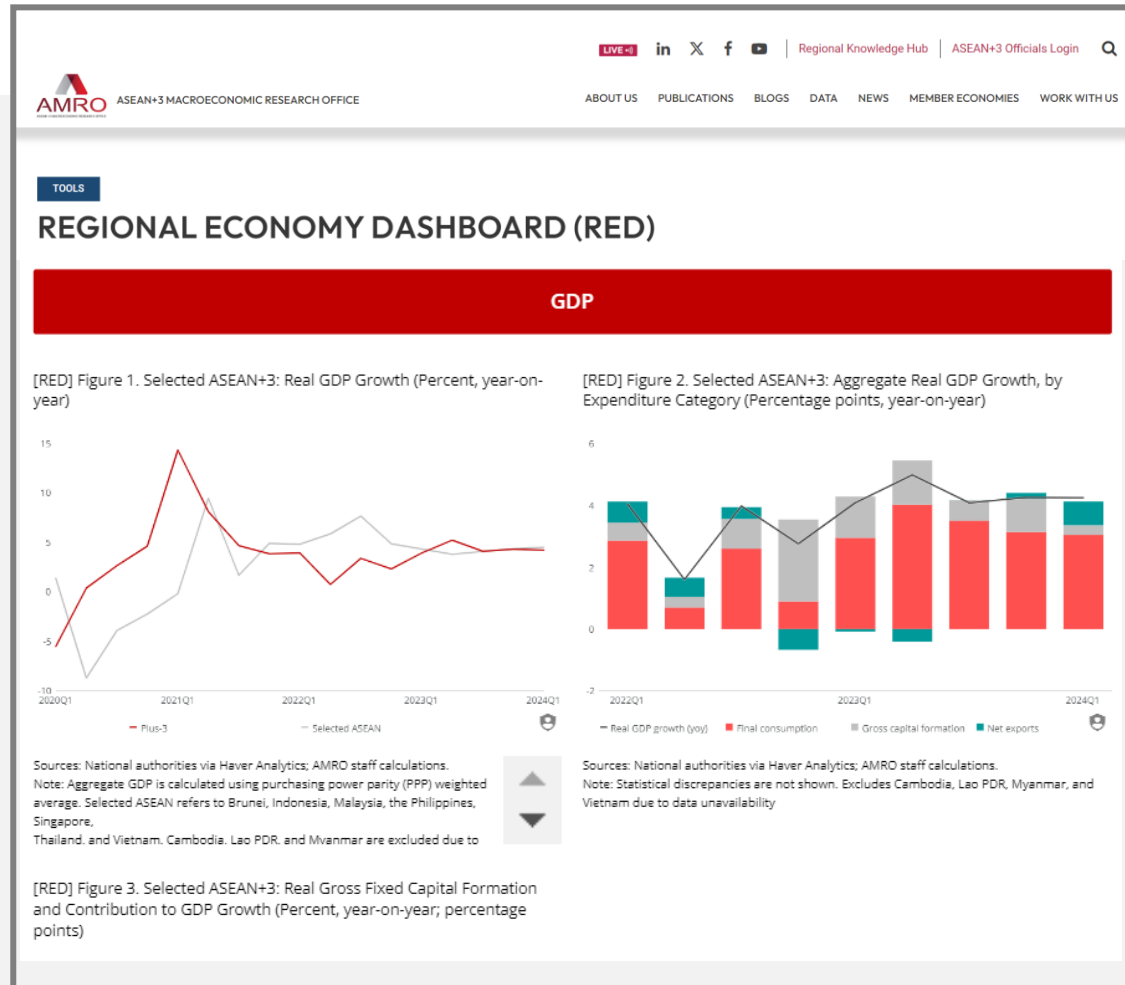 LIVE
in
Regional Knowledge Hub
ASEAN+3 Officials Login
AMRO
ASEAN+3 MACROECONOMIC RESEARCH OFFICE
ABOUT US PUBLICATIONS BLOGS DATA NEWS MEMBER ECONOMIES WORK WITH US
TOOLS
REGIONAL ECONOMY DASHBOARD (RED)
GDP
[RED] Figure 1. Selected ASEAN+3: Real GDP Growth (Percent, year-on-
year)
15
10
5
0
-5
-10
2020Q1 2021Q1 2022Q1 2023Q1 2024Q1
Plus-3 Selected ASEAN
Sources: National authorities via Haver Analytics; AMRO staff calculations.
Note: Aggregate GDP is calculated using purchasing power parity (PPP) weighted
average. Selected ASEAN refers to Brunei, Indonesia, Malaysia, the Philippines,
Singapore,
Thailand, and Vietnam. Cambodia, Lao PDR, and Myanmar are excluded due to
[RED] Figure 2. Selected ASEAN+3: Aggregate Real GDP Growth, by
Expenditure Category (Percentage points, year-on-year)
6
4
2
0
-2
2022Q1 2023Q1 2024Q1
Real GDP growth (yoy) Final consumption Gross capital formation Net exports
Sources: National authorities via Haver Analytics; AMRO staff calculations.
Note: Statistical discrepancies are not shown. Excludes Cambodia, Lao PDR, Myanmar, and
Vietnam due to data unavailability
[RED] Figure 3. Selected ASEAN+3: Real Gross Fixed Capital Formation
and Contribution to GDP Growth (Percent, year-on-year; percentage
points)